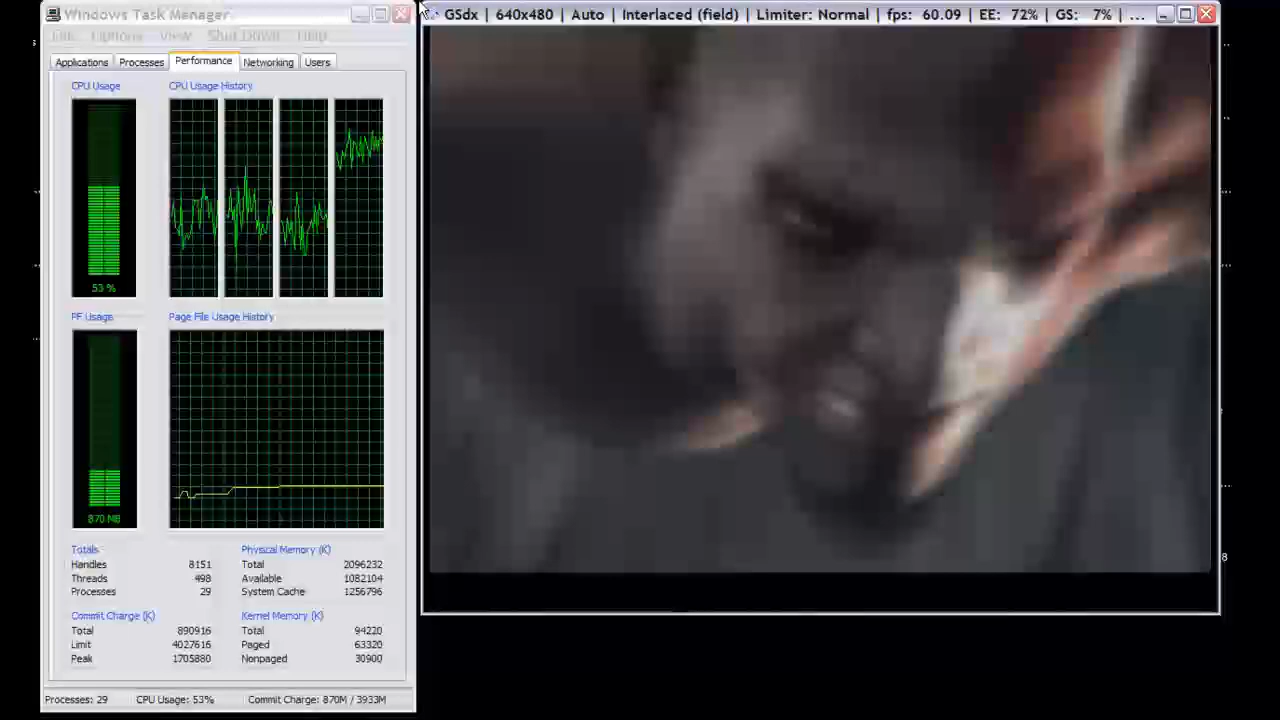 Windows Task Manager
File Options View Shut Down Help
Applications Processes Performance Networking Users
CPU Usage CPU Usage History
53 %
PF Usage Page File Usage History
870 MB
Totals
Handles 8151
Threads 498
Processes 29
Physical Memory (K)
Total 2096232
Available 1082104
System Cache 1256796
Commit Charge (K)
Total 890916
Limit 4027616
Peak 1705880
Kernel Memory (K)
Total 94220
Paged 63320
Nonpaged 30900
Processes: 29 CPU Usage: 53% Commit Charge: 870M / 3933M
GSdx | 640x480 | Auto | Interlaced (field) | Limiter: Normal | fps: 60.09 | EE: 72% | GS: 7% | ...